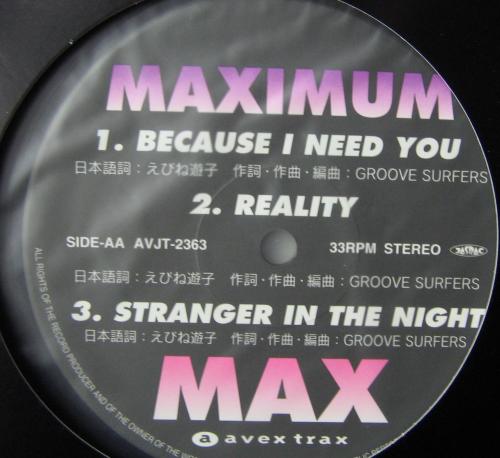 MAXIMUM
1. BECAUSE I NEED YOU
日本語詞：えびね遊子 作詞・作曲・編曲：GROOVE SURFERS
2. REALITY
SIDE-AA AVJT-2363 33RPM STEREO JASRAC
日本語詞：えびね遊子 作詞・作曲・編曲：GROOVE SURFERS
3. STRANGER IN THE NIGHT
日本語詞：えびね遊子 作詞・作曲・編曲：GROOVE SURFERS
MAX
a avex trax
ALL RIGHTS OF THE RECORD PRODUCER AND OF THE OWNER OF THE